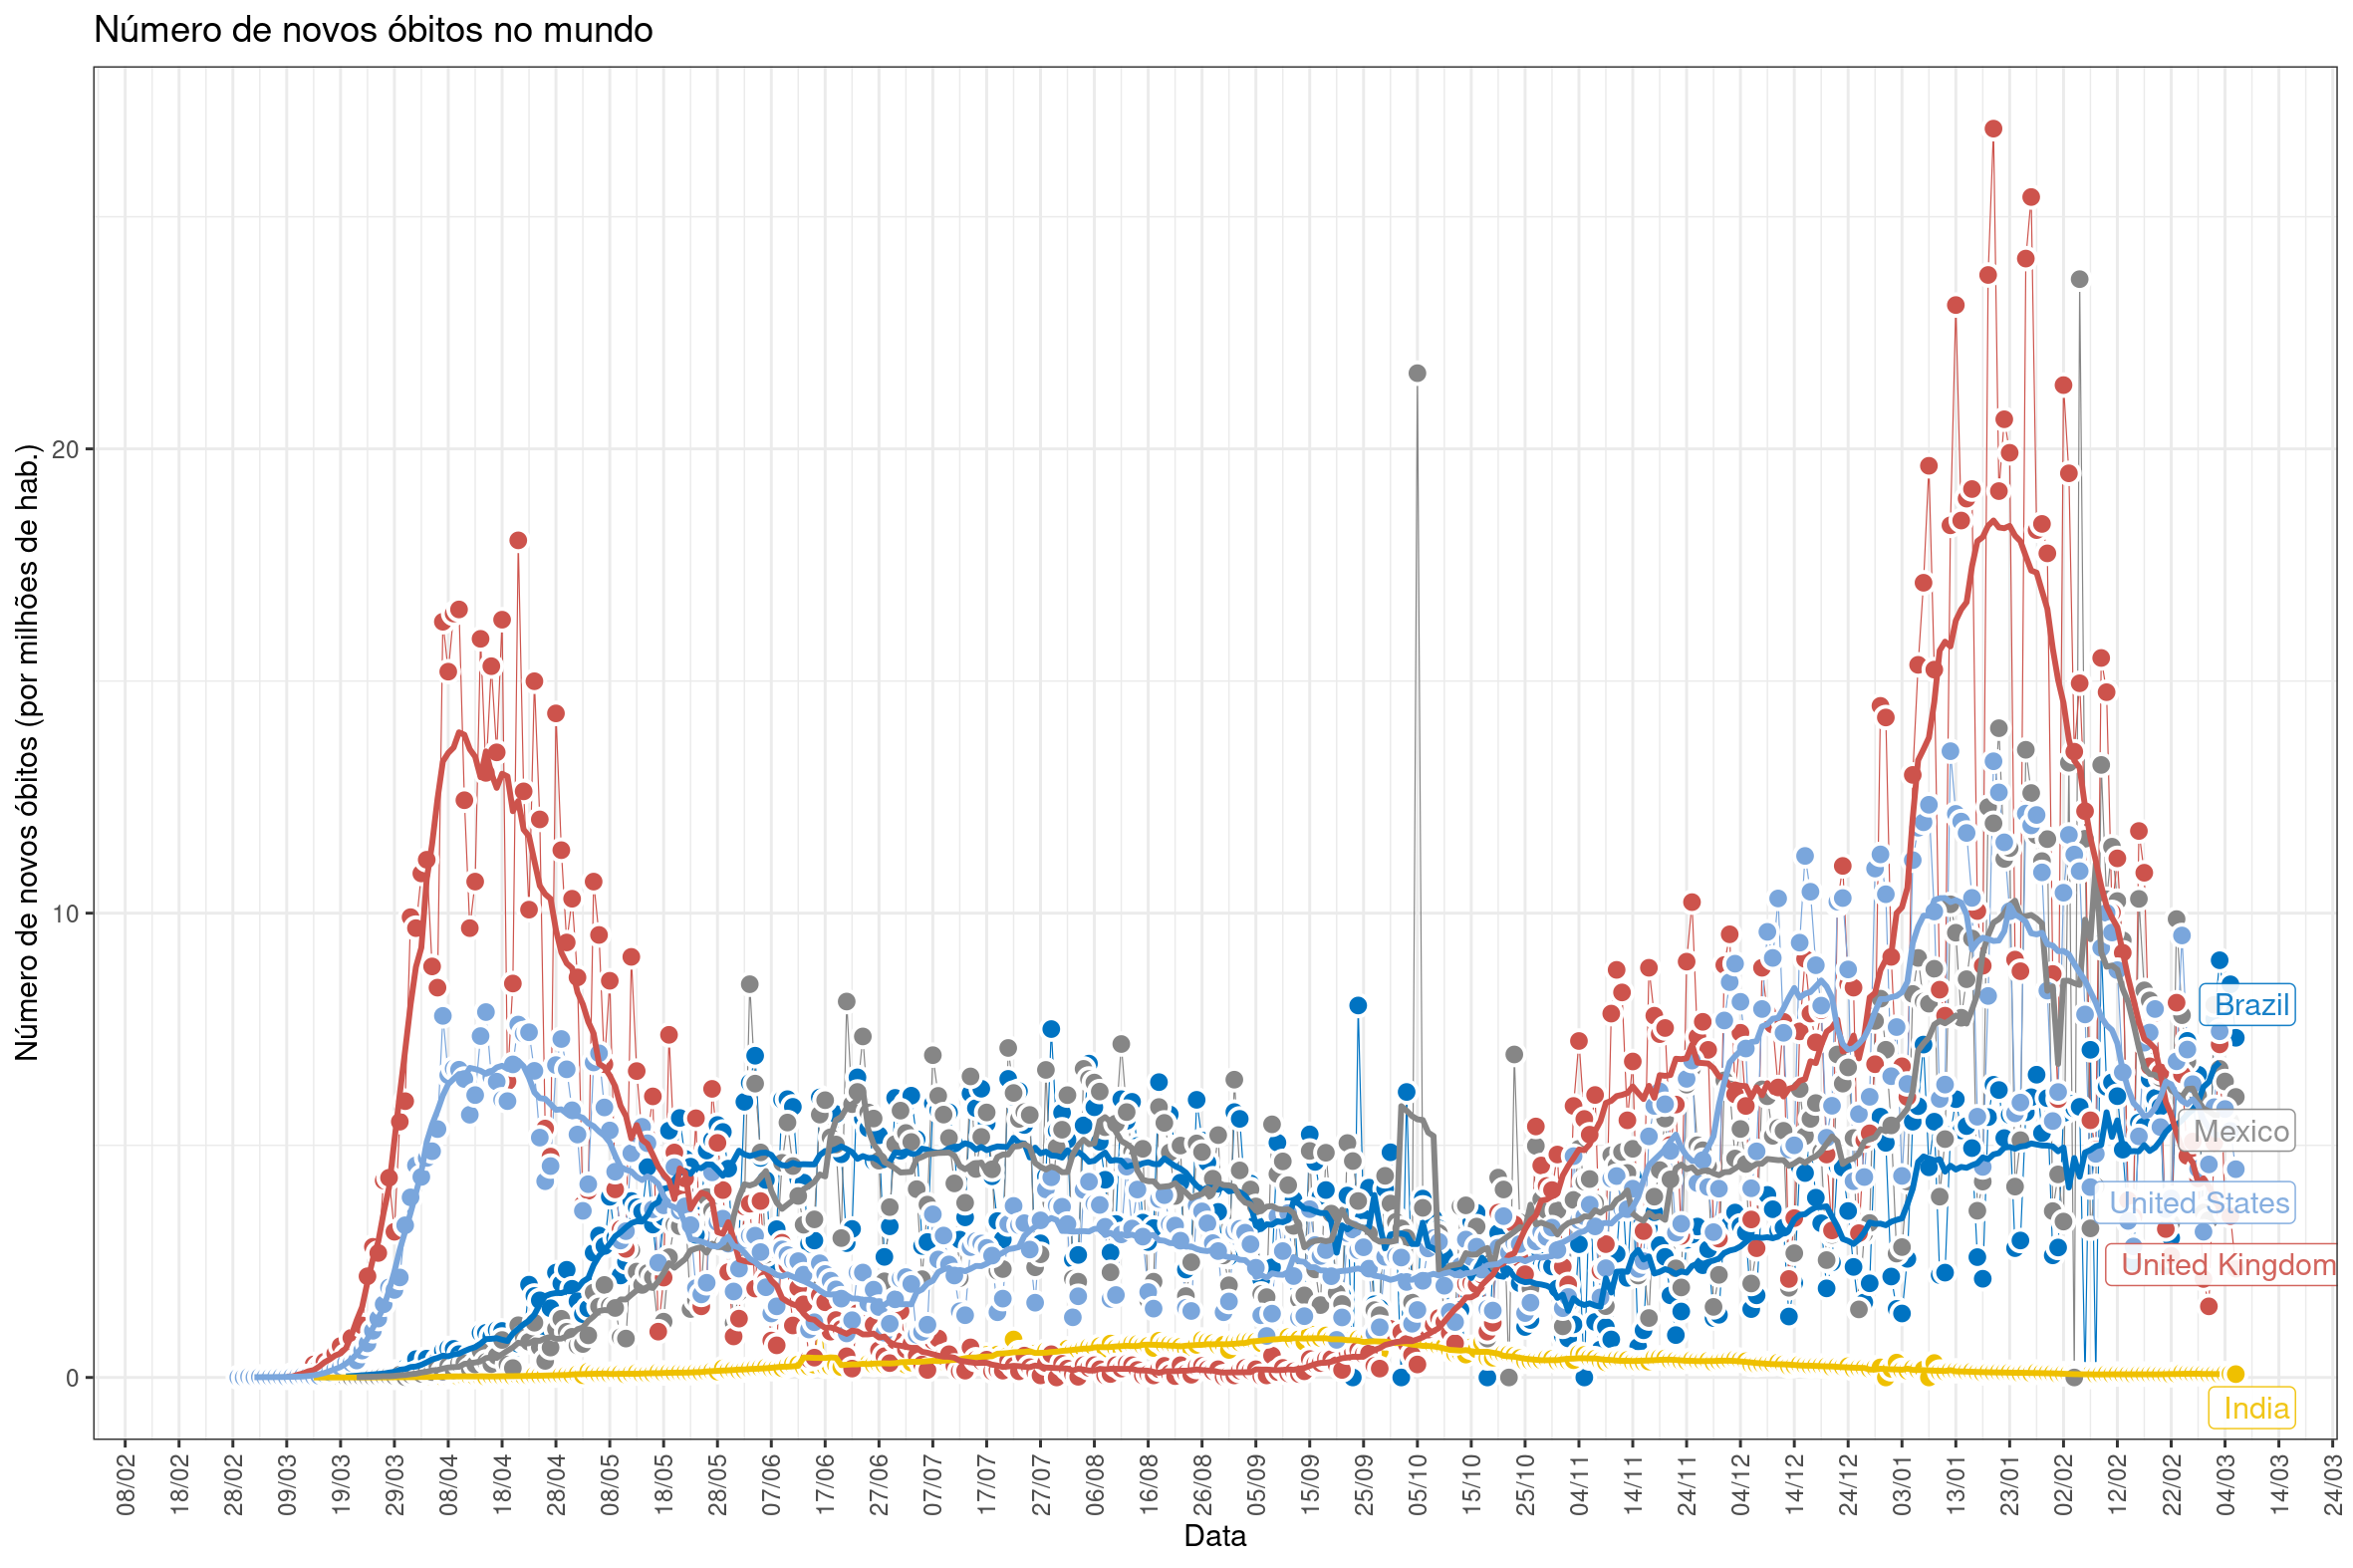 Número de novos óbitos no mundo
Número de novos óbitos (por milhões de hab.)
20
10
0
Brazil
Mexico
United States
United Kingdom
India
08/02 18/02 28/02 09/03 19/03 29/03 08/04 18/04 28/04 08/05 18/05 28/05 07/06 17/06 27/06 07/07 17/07 27/07 06/08 16/08 26/08 05/09 15/09 25/09 05/10 15/10 25/10 04/11 14/11 24/11 04/12 14/12 24/12 03/01 13/01 23/01 02/02 12/02 22/02 04/03 14/03 24/03
Data